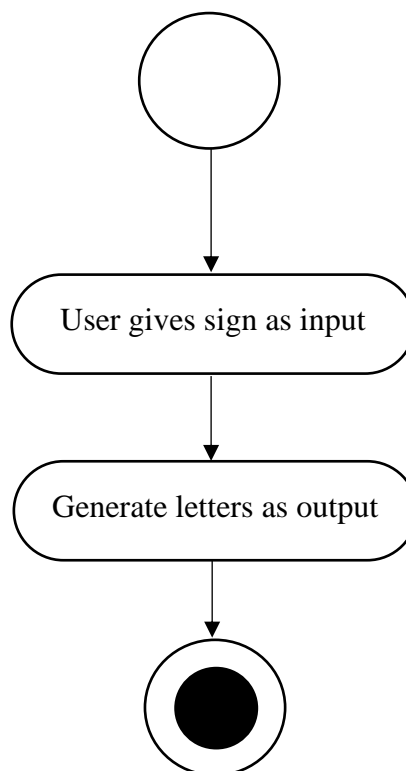 User gives sign as input
Generate letters as output